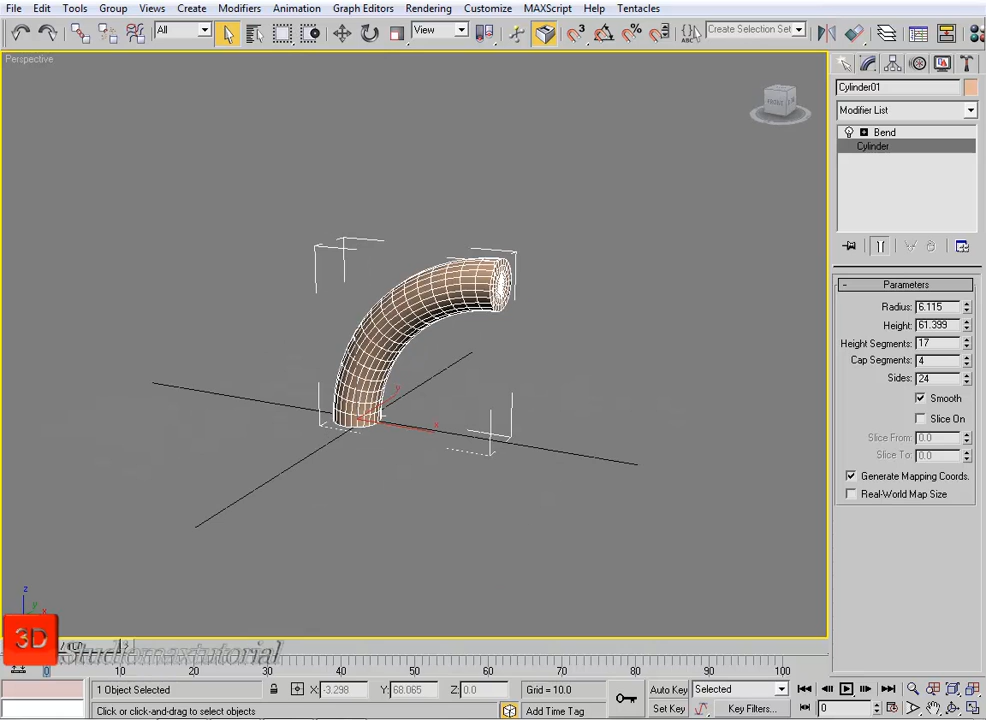 File Edit Tools Group Views Create Modifiers Animation Graph Editors Rendering Customize MAXScript Help Tentacles
All View 3 Create Selection Set
Perspective
FRONT
Cylinder01
Modifier List
Bend
Cylinder
- Parameters
Radius: 6.115
Height: 61.399
Height Segments: 17
Cap Segments: 4
Sides: 24
Smooth
Slice On
Slice From: 0.0
Slice To: 0.0
Generate Mapping Coords.
Real-World Map Size
y
x
z
y
x
3D
Studiomaxtutorial
0 10 20 30 40 50 60 70 80 90 100
1 Object Selected X: -3.298 Y: 68.065 Z: 0.0 Grid = 10.0 Auto Key Selected
Click or click-and-drag to select objects Add Time Tag Set Key Key Filters... 0